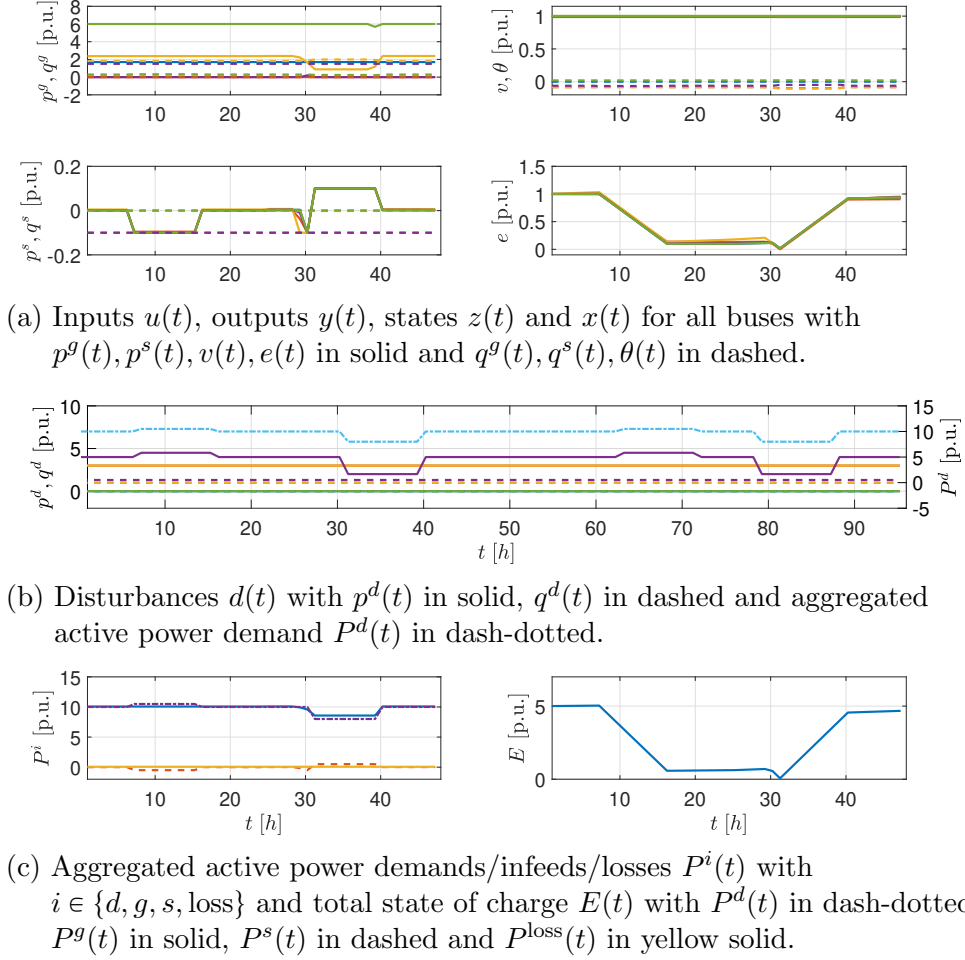 8
6
4
2
0
-2
p^g, q^g [p.u.]
10 20 30 40
1
0.5
0
v, θ
10 20 30 40
0.2
0
-0.2
p^s, q^s [p.u.]
10 20 30 40
1.5
1
0.5
0
e [p.u.]
10 20 30 40
(a) Inputs u(t), outputs y(t), states z(t) and x(t) for all buses with
p^g(t), p^s(t), v(t), e(t) in solid and q^g(t), q^s(t), θ(t) in dashed.
10
5
0
p^d, q^d [p.u.]
15
10
5
0
-5
P^d [p.u.]
10 20 30 40 50 60 70 80 90
t [h]
(b) Disturbances d(t) with p^d(t) in solid, q^d(t) in dashed and aggregated
active power demand P^d(t) in dash-dotted.
15
10
5
0
P^i [p.u.]
10 20 30 40
t [h]
5
0
E [p.u.]
10 20 30 40
t [h]
(c) Aggregated active power demands/infeeds/losses P^i(t) with
i ∈ {d, g, s, loss} and total state of charge E(t) with P^d(t) in dash-dotted
P^g(t) in solid, P^s(t) in dashed and P^loss(t) in yellow solid.